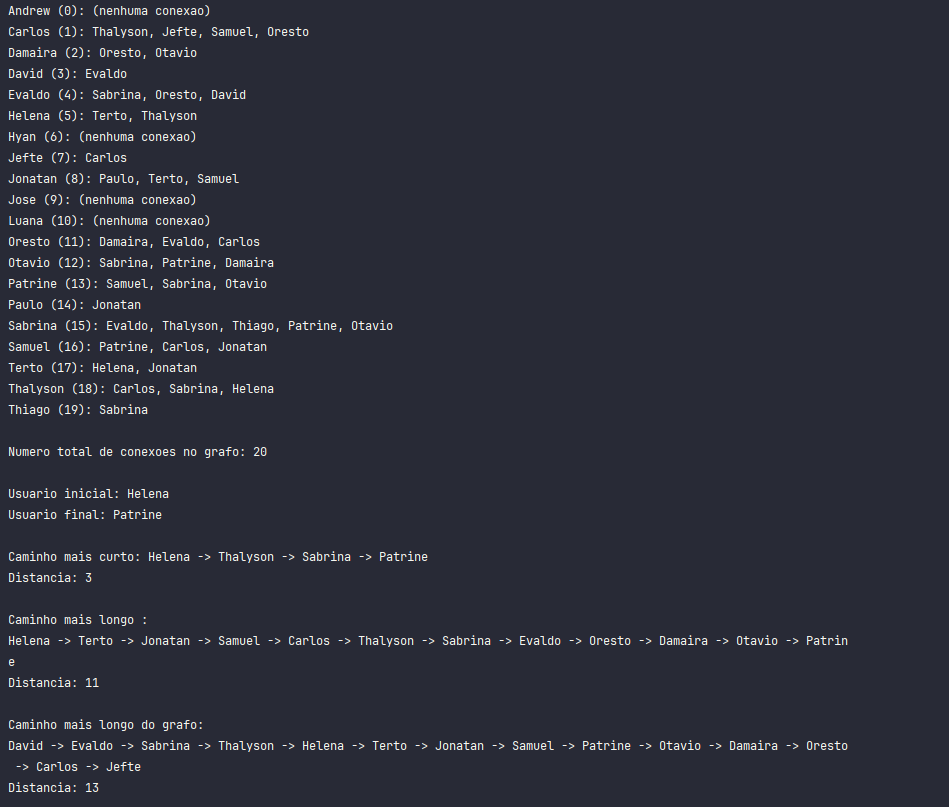 Andrew (0): (nenhuma conexao)
Carlos (1): Thalyson, Jefte, Samuel, Oresto
Damaira (2): Oresto, Otavio
David (3): Evaldo
Evaldo (4): Sabrina, Oresto, David
Helena (5): Terto, Thalyson
Hyan (6): (nenhuma conexao)
Jefte (7): Carlos
Jonatan (8): Paulo, Terto, Samuel
Jose (9): (nenhuma conexao)
Luana (10): (nenhuma conexao)
Oresto (11): Damaira, Evaldo, Carlos
Otavio (12): Sabrina, Patrine, Damaira
Patrine (13): Samuel, Sabrina, Otavio
Paulo (14): Jonatan
Sabrina (15): Evaldo, Thalyson, Thiago, Patrine, Otavio
Samuel (16): Patrine, Carlos, Jonatan
Terto (17): Helena, Jonatan
Thalyson (18): Carlos, Sabrina, Helena
Thiago (19): Sabrina

Numero total de conexoes no grafo: 20

Usuario inicial: Helena
Usuario final: Patrine

Caminho mais curto: Helena -> Thalyson -> Sabrina -> Patrine
Distancia: 3

Caminho mais longo :
Helena -> Terto -> Jonatan -> Samuel -> Carlos -> Thalyson -> Sabrina -> Evaldo -> Oresto -> Damaira -> Otavio -> Patrin
e
Distancia: 11

Caminho mais longo do grafo:
David -> Evaldo -> Sabrina -> Thalyson -> Helena -> Terto -> Jonatan -> Samuel -> Patrine -> Otavio -> Damaira -> Oresto
 -> Carlos -> Jefte
Distancia: 13